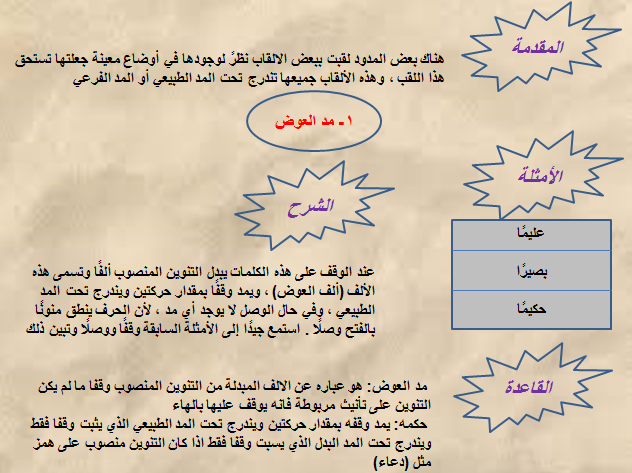 المقدمة
هناك بعض المدود لقبت ببعض الالقاب نظرً لوجودها في أوضاع معينة جعلتها تستحق
هذا اللقب ، وهذه الألقاب جميعها تندرج تحت المد الطبيعي أو المد الفرعي
١ ـ مد العوض
الأمثلة
عليمًا
بصيرًا
حكيمًا
الشرح
عند الوقف على هذه الكلمات يبدل التنوين المنصوب ألفًا وتسمى هذه
الألف (ألف العوض) ، ويمد وقفًا بمقدار حركتين ويندرج تحت المد
الطبيعي ، وفي حال الوصل لا يوجد أي مد ، لأن الحرف ينطق منونًا
بالفتح وصلًا . استمع جيدًا إلى الأمثلة السابقة وقفًا ووصلًا وتبين ذلك
القاعدة
مد العوض: هو عباره عن الالف المبدلة من التنوين المنصوب وقفا ما لم يكن
التنوين على تأنيث مربوطة فانه يوقف عليها بالهاء
حكمه: يمد وقفه بمقدار حركتين ويندرج تحت المد الطبيعي الذي يثبت وقفا فقط
ويندرج تحت المد البدل الذي يسبت وقفا فقط اذا كان التنوين منصوب على همز
مثل (دعاء)